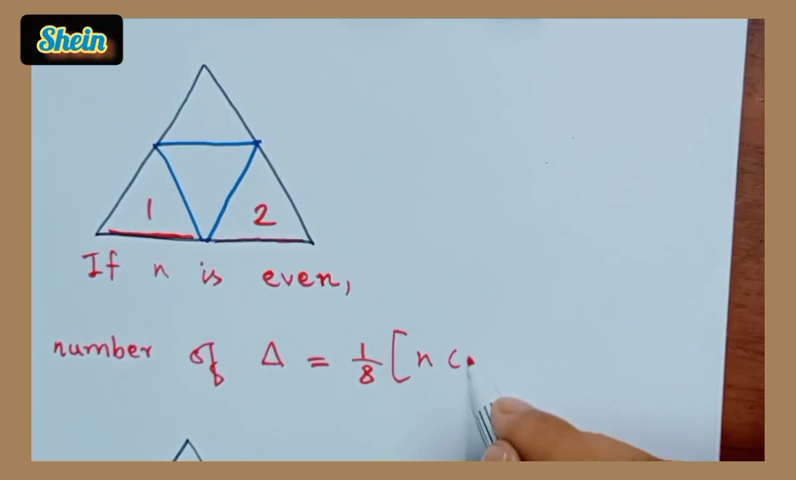 Shein
1 2
If n is even,
number of Δ = 1/8 [n (